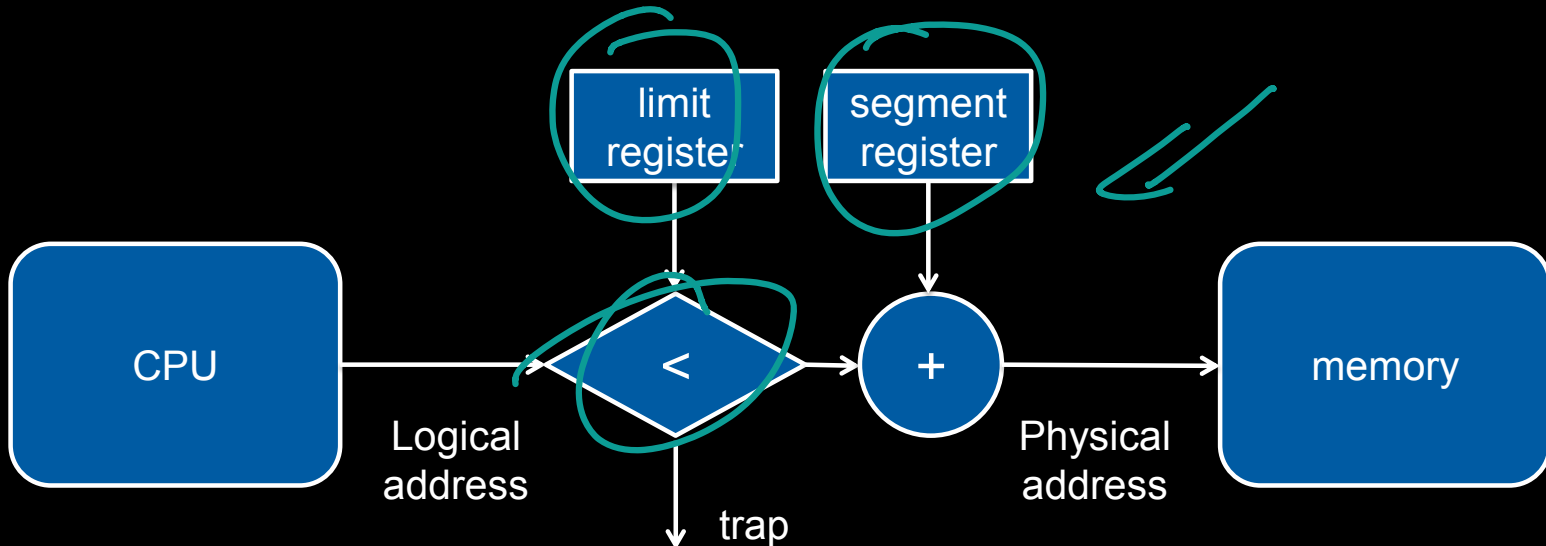 limit
register
segment
register
CPU
<
+
memory
Logical
address
Physical
address
trap